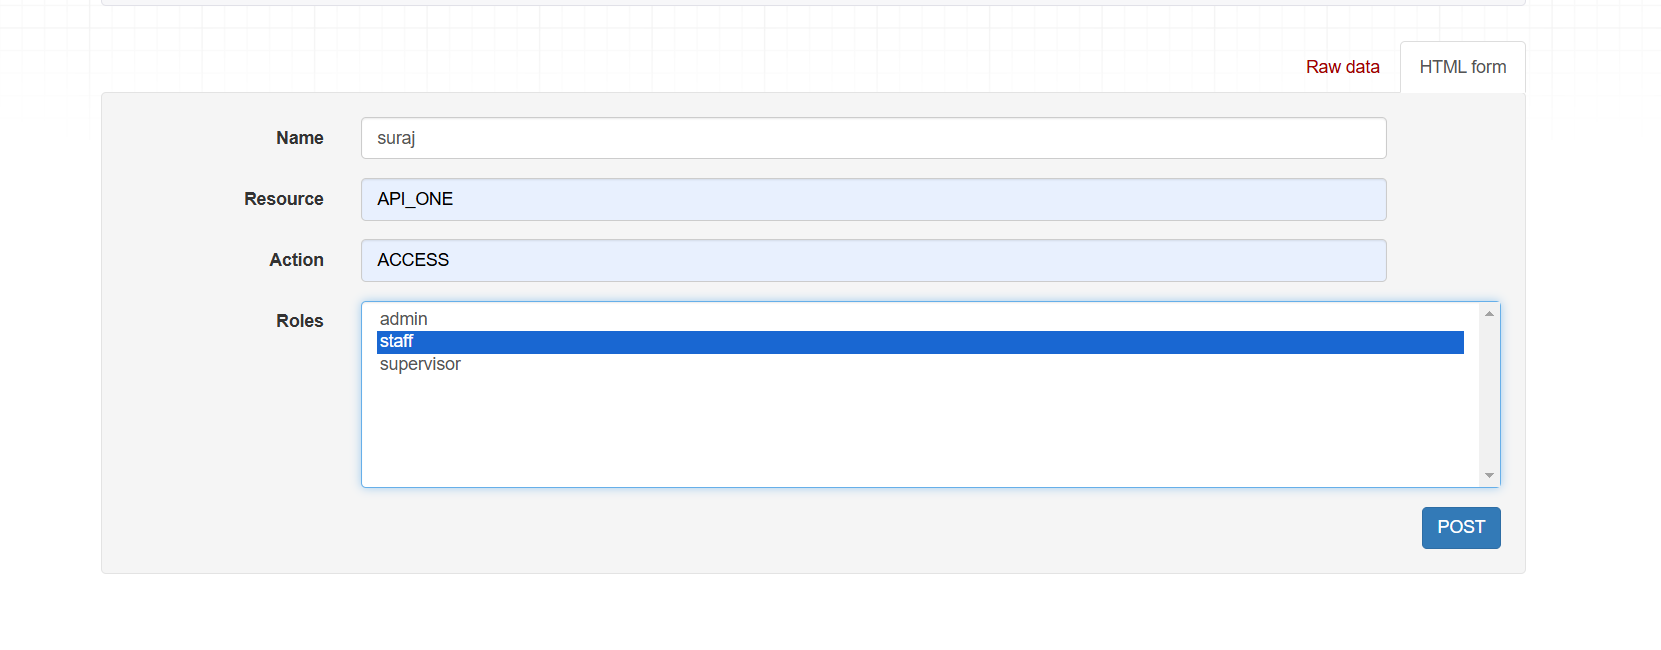 Raw data
HTML form
Name
suraj
Resource
API_ONE
Action
ACCESS
Roles
admin
staff
supervisor
POST